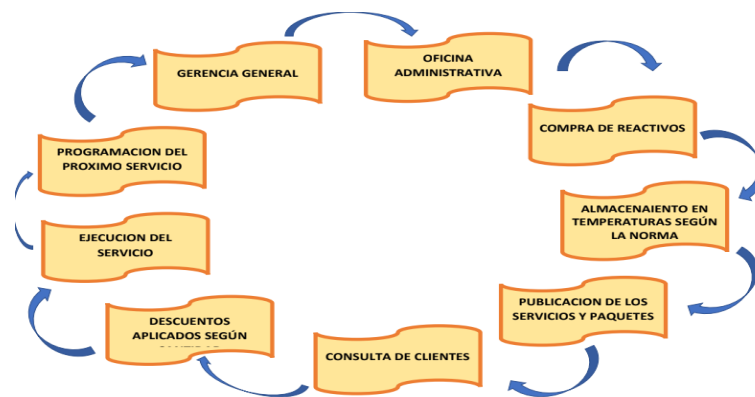 GERENCIA GENERAL
OFICINA
ADMINISTRATIVA
COMPRA DE REACTIVOS
ALMACENAIENTO EN
TEMPERATURAS SEGÚN
LA NORMA
PUBLICACION DE LOS
SERVICIOS Y PAQUETES
CONSULTA DE CLIENTES
DESCUENTOS
APLICADOS SEGÚN
EJECUCION DEL
SERVICIO
PROGRAMACION DEL
PROXIMO SERVICIO